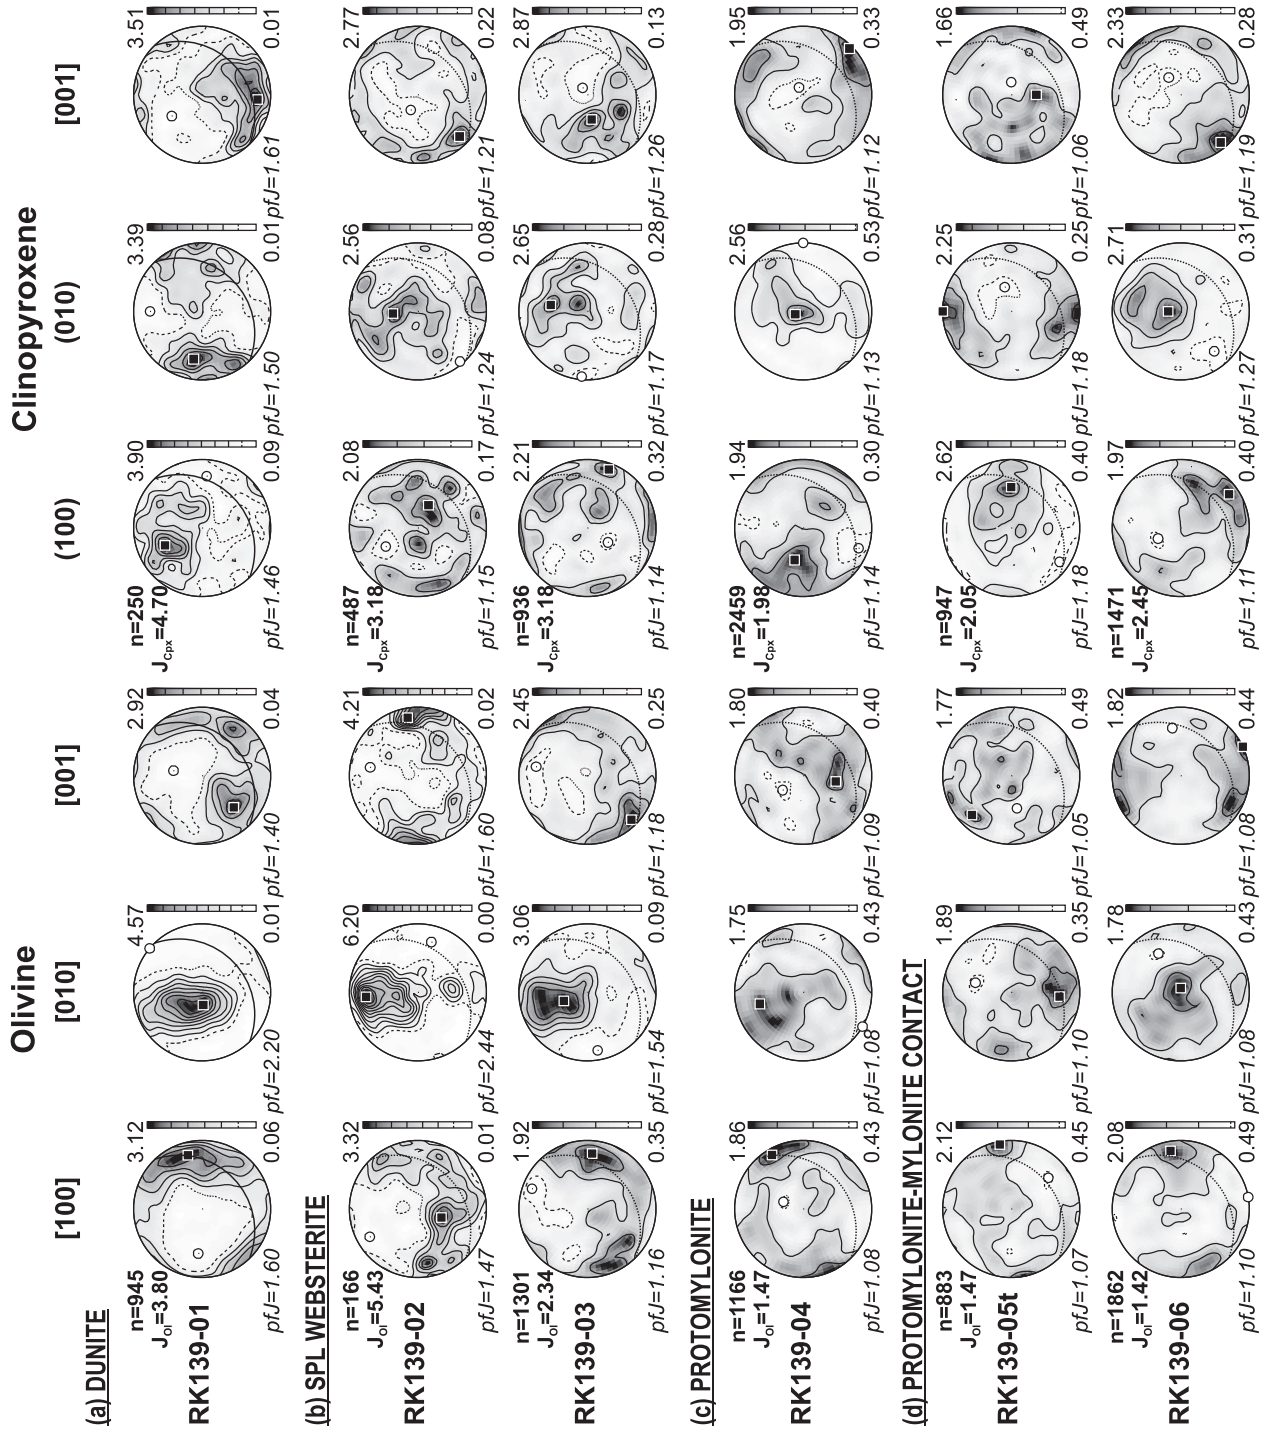 Olivine Clinopyroxene
[100] [010] [001] (100) (010) [001]
(a) DUNITE
n=945 3.12 4.57 2.92 n=250 3.90 3.39 3.51
Jol=3.80 Jcpx=4.70
RK139-01
pfJ=1.60 0.06 pfJ=2.20 0.01 pfJ=1.40 0.04 pfJ=1.46 0.09 pfJ=1.50 0.01 pfJ=1.61 0.01
(b) SPL WEBSTERITE
n=166 3.32 6.20 4.21 n=487 2.08 2.56 2.77
Jol=5.43 Jcpx=3.18
RK139-02
pfJ=1.47 0.01 pfJ=2.44 0.00 pfJ=1.60 0.02 pfJ=1.15 0.17 pfJ=1.24 0.08 pfJ=1.21 0.22
n=1301 1.92 3.06 2.45 n=936 2.21 2.65 2.87
Jol=2.34 Jcpx=3.18
RK139-03
pfJ=1.16 0.35 pfJ=1.54 0.09 pfJ=1.18 0.25 pfJ=1.14 0.32 pfJ=1.17 0.28 pfJ=1.26 0.13
(c) PROTOMYLONITE
n=1166 1.86 1.75 1.80 n=2459 1.94 2.56 1.95
Jol=1.47 Jcpx=1.98
RK139-04
pfJ=1.08 0.43 pfJ=1.08 0.43 pfJ=1.09 0.40 pfJ=1.14 0.30 pfJ=1.13 0.53 pfJ=1.12 0.33
(d) PROTOMYLONITE-MYLONITE CONTACT
n=883 2.12 1.89 1.77 n=947 2.62 2.25 1.66
Jol=1.47 Jcpx=2.05
RK139-05t
pfJ=1.07 0.45 pfJ=1.10 0.35 pfJ=1.05 0.49 pfJ=1.18 0.40 pfJ=1.18 0.25 pfJ=1.06 0.49
n=1862 2.08 1.78 1.82 n=1471 1.97 2.71 2.33
Jol=1.42 Jcpx=2.45
RK139-06
pfJ=1.10 0.49 pfJ=1.08 0.43 pfJ=1.08 0.44 pfJ=1.11 0.40 pfJ=1.27 0.31 pfJ=1.19 0.28